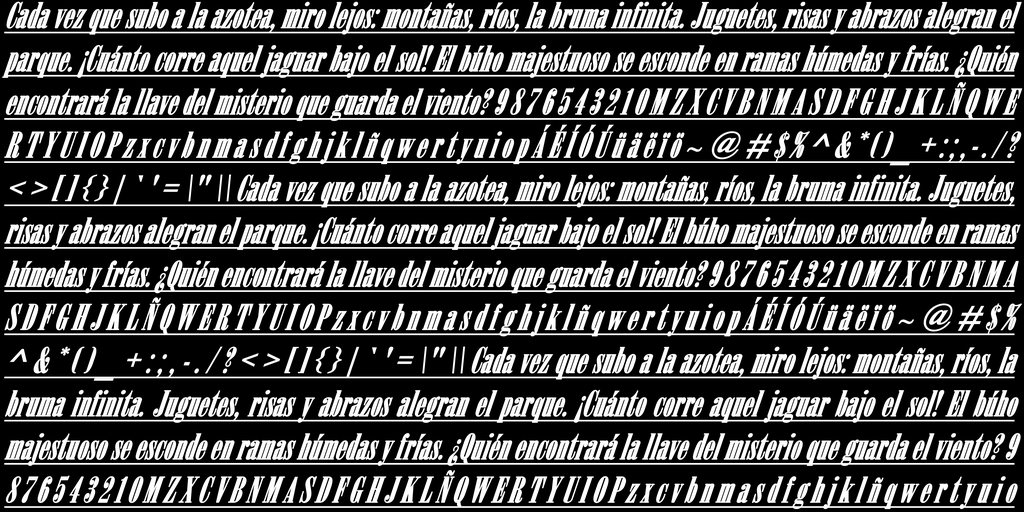 Cada vez que subo a la azotea, miro lejos: montañas, ríos, la bruma infinita. Juguetes, risas y abrazos alegran el
parque. ¡Cuánto corre aquel jaguar bajo el sol! El búho majestuoso se esconde en ramas húmedas y frías. ¿Quién
encontrará la llave del misterio que guarda el viento? 9 8 7 6 5 4 3 2 1 0 M Z X C V B N M A S D F G H J K L Ñ Q W E
R T Y U I O P z x c v b n m a s d f g h j k l ñ q w e r t y u i o p Á É Í Ó Ú ü ä ë ï ö ~ @ # $ % ^ & * ( ) _ + : ; , - . / ?
< > [ ] { } / ` ' = | " || Cada vez que subo a la azotea, miro lejos: montañas, ríos, la bruma infinita. Juguetes,
risas y abrazos alegran el parque. ¡Cuánto corre aquel jaguar bajo el sol! El búho majestuoso se esconde en ramas
húmedas y frías. ¿Quién encontrará la llave del misterio que guarda el viento? 9 8 7 6 5 4 3 2 1 0 M Z X C V B N M A
S D F G H J K L Ñ Q W E R T Y U I O P z x c v b n m a s d f g h j k l ñ q w e r t y u i o p Á É Í Ó Ú ü ä ë ï ö ~ @ # $ %
^ & * ( ) _ + : ; , - . / ? < > [ ] { } / ` ' = | " || Cada vez que subo a la azotea, miro lejos: montañas, ríos, la
bruma infinita. Juguetes, risas y abrazos alegran el parque. ¡Cuánto corre aquel jaguar bajo el sol! El búho
majestuoso se esconde en ramas húmedas y frías. ¿Quién encontrará la llave del misterio que guarda el viento? 9
8 7 6 5 4 3 2 1 0 M Z X C V B N M A S D F G H J K L Ñ Q W E R T Y U I O P z x c v b n m a s d f g h j k l ñ q w e r t y u i o